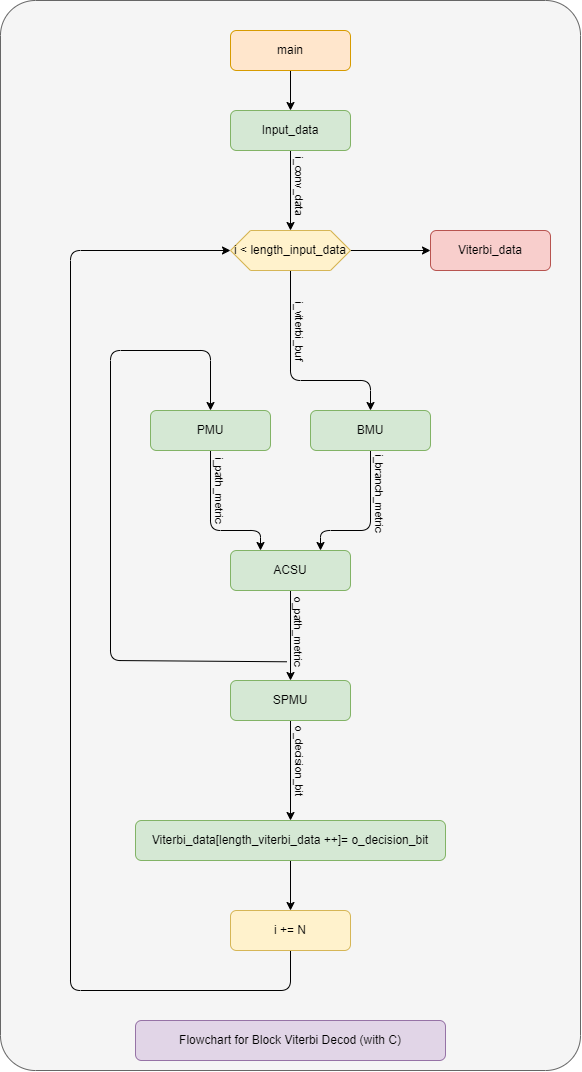 main
Input_data
i_conv_data
i < length_input_data
Viterbi_data
i_viterbi_buf
PMU
BMU
i_path_metric
i_branch_metric
ACSU
o_path_metric
SPMU
o_decision_bit
Viterbi_data[length_viterbi_data ++]= o_decision_bit
i += N
Flowchart for Block Viterbi Decod (with C)